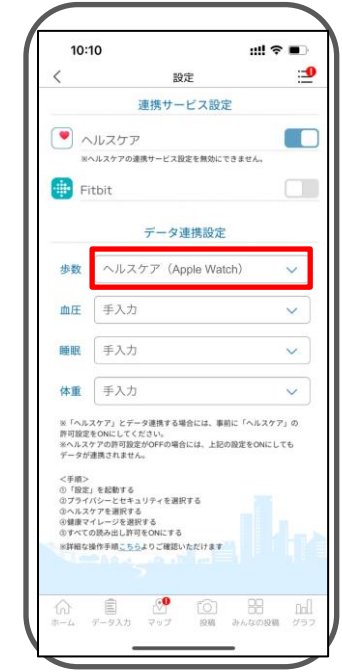 10:10
設定
連携サービス設定
ヘルスケア
※ヘルスケアの連携サービス設定を無効にできません。
Fitbit
データ連携設定
歩数 ヘルスケア（Apple Watch）
血圧 手入力
睡眠 手入力
体重 手入力
※「ヘルスケア」とデータ連携する場合には、事前に「ヘルスケア」の
許可設定をONにしてください。
※ヘルスケアの許可設定がOFFの場合には、上記の設定をONにしても
データが連携されません。
＜手順＞
①「設定」を起動する
②プライバシーとセキュリティを選択する
③ヘルスケアを選択する
④健康マイレージを選択する
⑤すべての読み出し許可をONにする
※詳細な操作手順こちらよりご確認いただけます
ホーム データ入力 マップ 投稿 みんなの投稿 グラフ